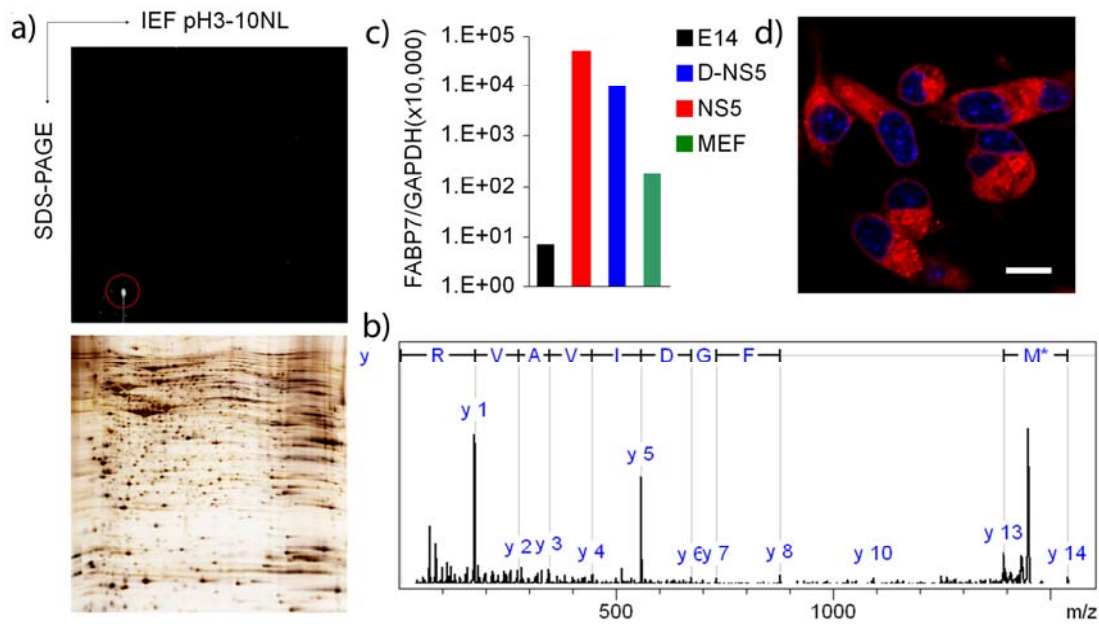 a)
IEF pH3-10NL
SDS-PAGE
c)
FABP7/GAPDH(x10,000)
1.E+05
1.E+04
1.E+03
1.E+02
1.E+01
1.E+00
E14
D-NS5
NS5
MEF
d)
b)
y
R V A V I D G F M*
y 1
y 2 y 3
y 4
y 5
y 6 y 7
y 8
y 10
y 13
y 14
500 1000 m/z